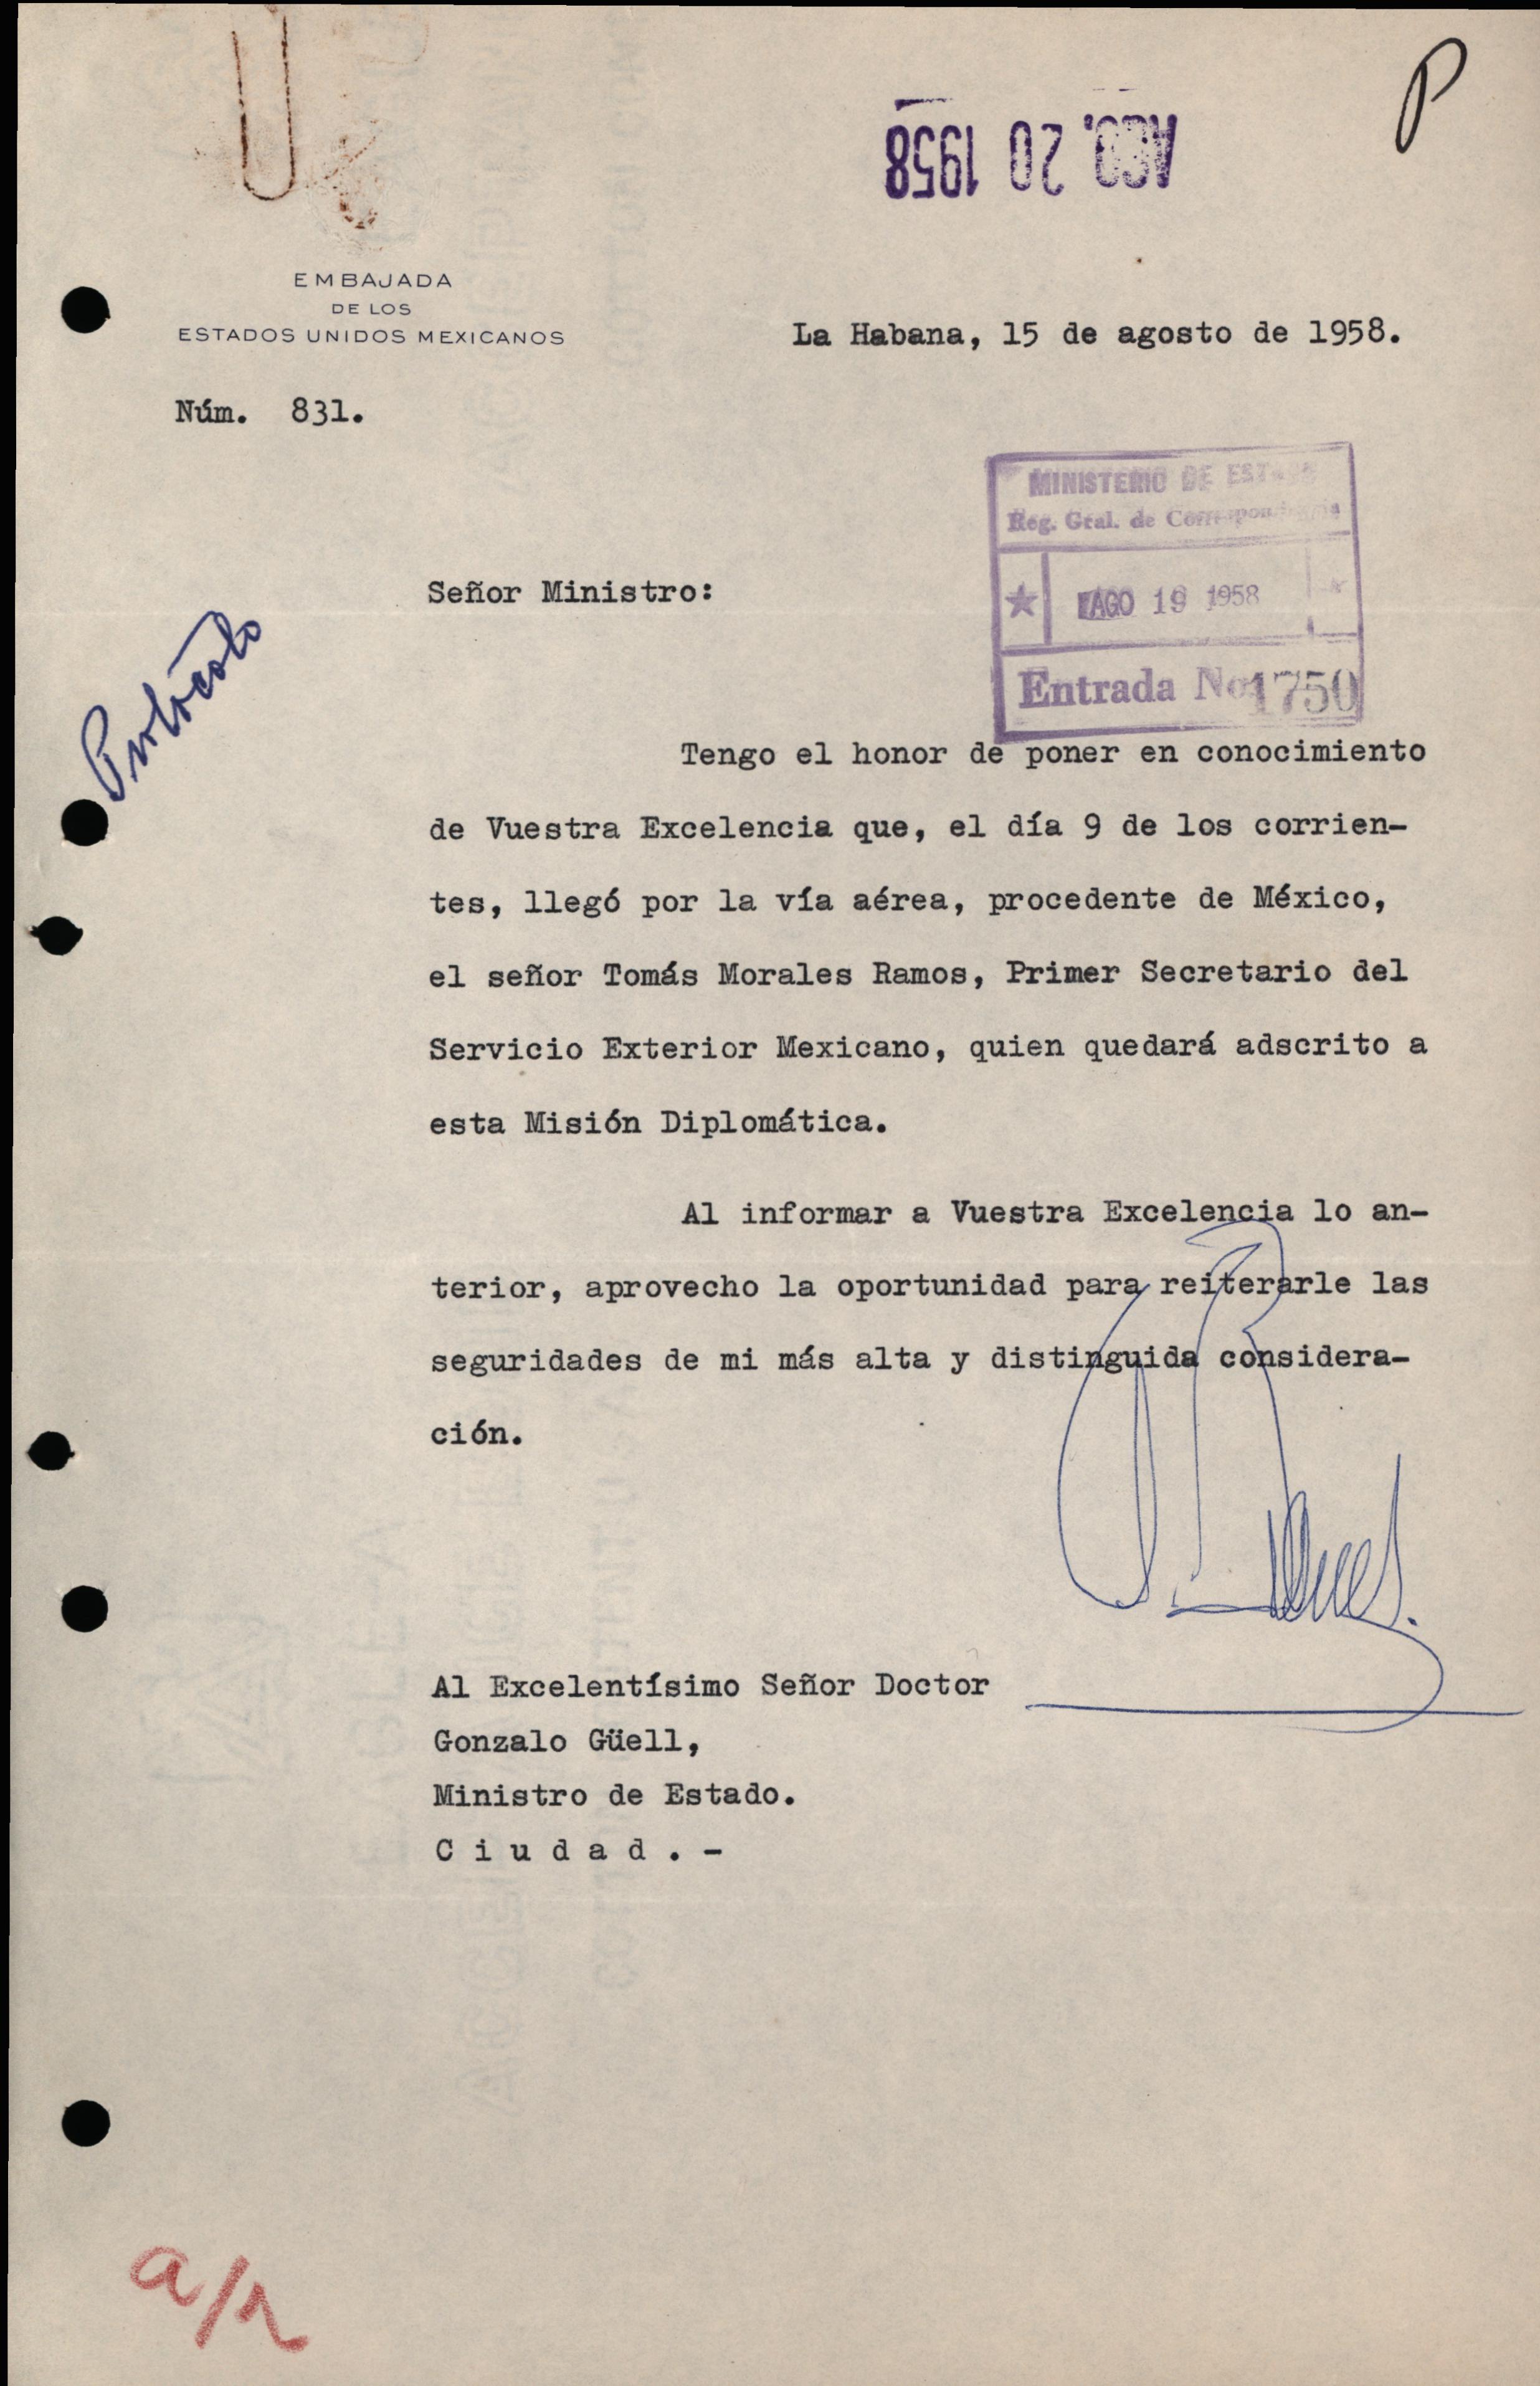 P
AGO. 20 1958
EMBAJADA
DE LOS
ESTADOS UNIDOS MEXICANOS
La Habana, 15 de agosto de 1958.
Núm. 831.
MINISTERIO DE ESTADO
Reg. Gral. de Correspondencia
AGO 19 1958
Entrada No 1750
Señor Ministro:
Protocolo
Tengo el honor de poner en conocimiento
de Vuestra Excelencia que, el día 9 de los corrien-
tes, llegó por la vía aérea, procedente de México,
el señor Tomás Morales Ramos, Primer Secretario del
Servicio Exterior Mexicano, quien quedará adscrito a
esta Misión Diplomática.
Al informar a Vuestra Excelencia lo an-
terior, aprovecho la oportunidad para reiterarle las
seguridades de mi más alta y distinguida considera-
ción.
Al Excelentísimo Señor Doctor
Gonzalo Güell,
Ministro de Estado.
C i u d a d . -
a/r